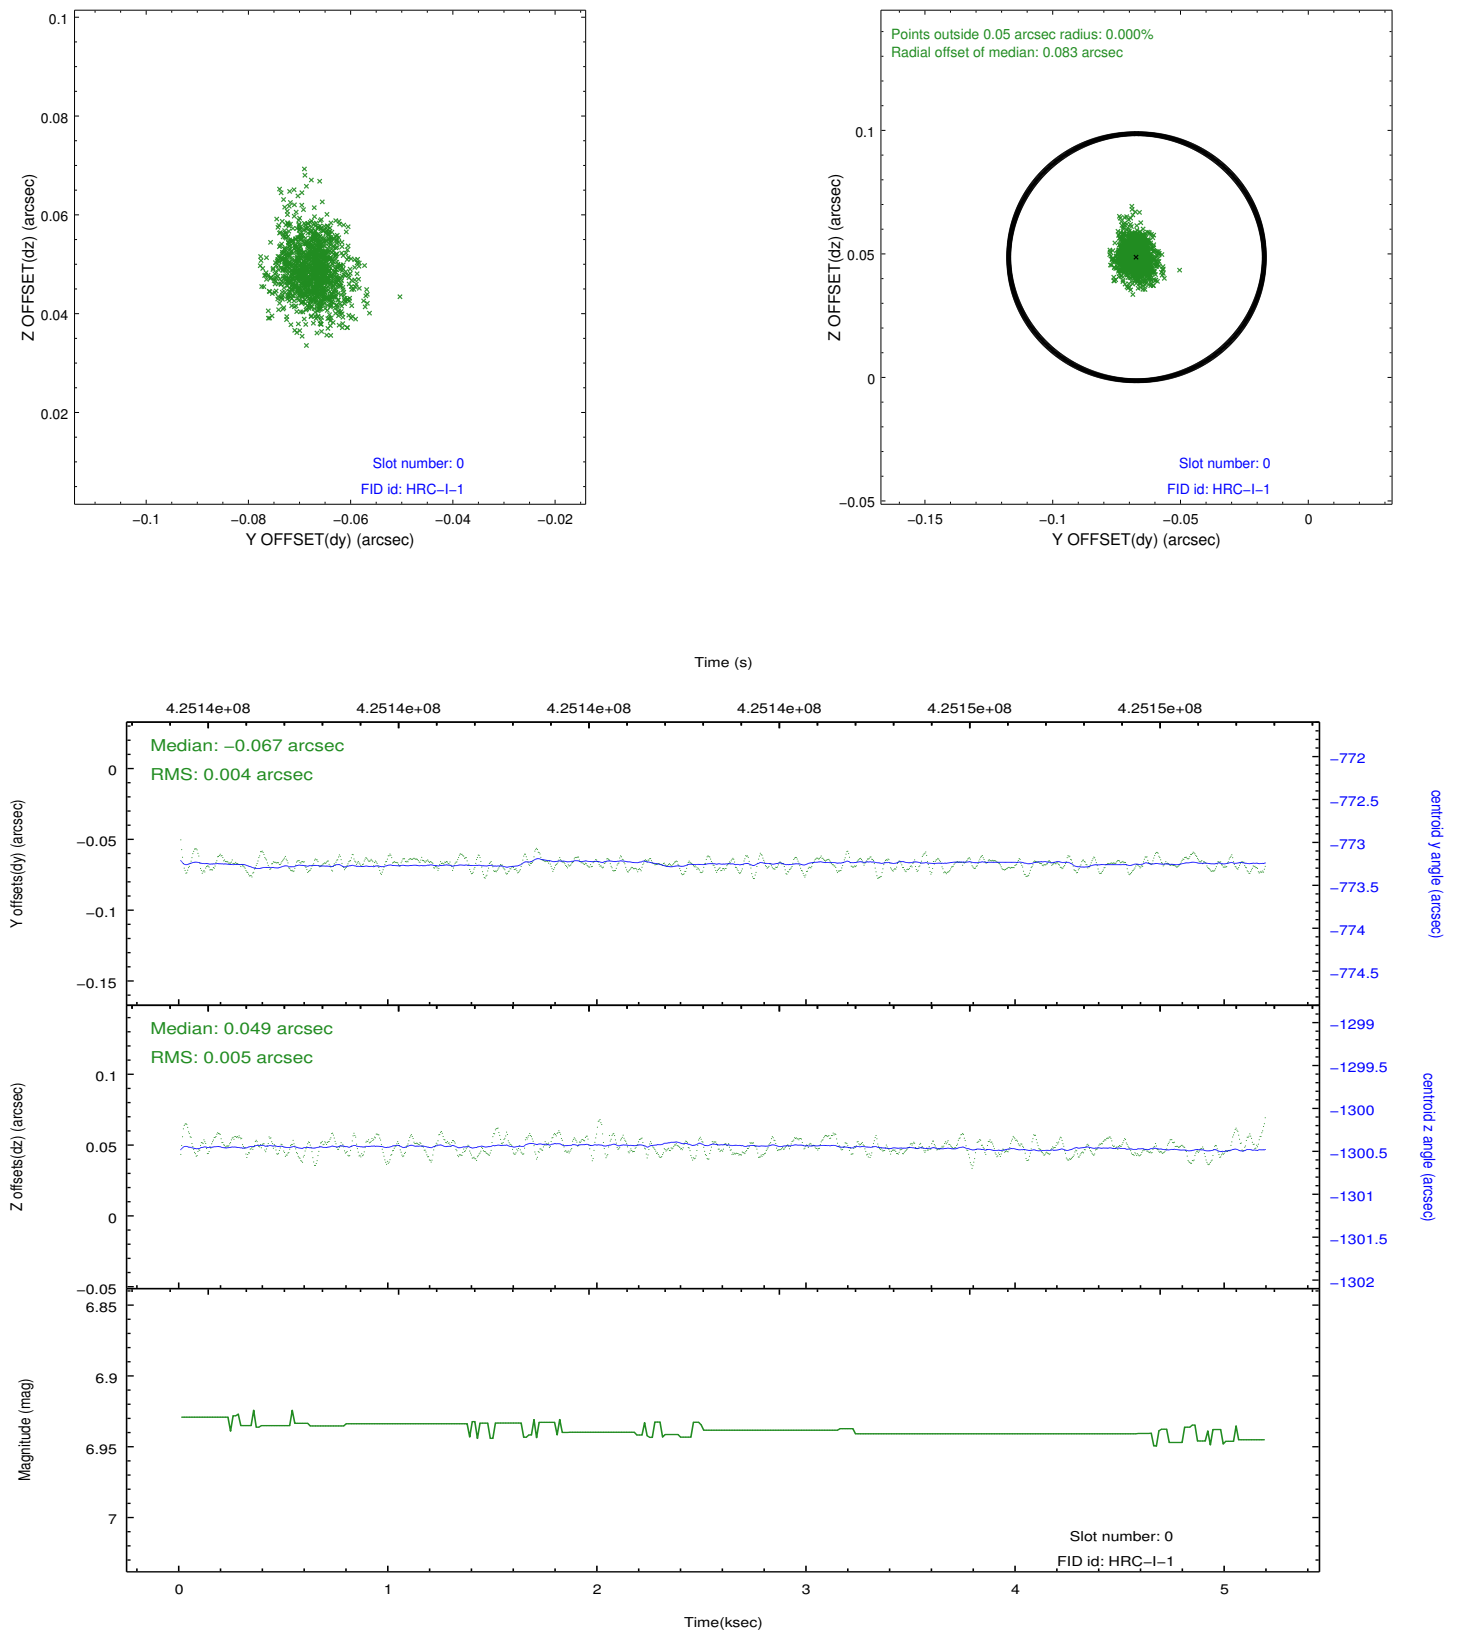 0.1
0.08
0.06
0.04
0.02
Z OFFSET(dz) (arcsec)
Slot number: 0
FID id: HRC−I−1
−0.1 −0.08 −0.06 −0.04 −0.02
Y OFFSET(dy) (arcsec)
Points outside 0.05 arcsec radius: 0.000%
Radial offset of median: 0.083 arcsec
0.1
0.05
0
−0.05
Z OFFSET(dz) (arcsec)
Slot number: 0
FID id: HRC−I−1
−0.15 −0.1 −0.05 0
Y OFFSET(dy) (arcsec)
Time (s)
4.2514e+08 4.2514e+08 4.2514e+08 4.2514e+08 4.2515e+08 4.2515e+08
Median: −0.067 arcsec
RMS: 0.004 arcsec
0
−0.05
−0.1
−0.15
Y offsets(dy) (arcsec)
−772
−772.5
−773
−773.5
−774
−774.5
centroid y angle (arcsec)
Median: 0.049 arcsec
RMS: 0.005 arcsec
0.1
0.05
0
−0.05
Z offsets(dz) (arcsec)
−1299
−1299.5
−1300
−1300.5
−1301
−1301.5
−1302
centroid z angle (arcsec)
6.85
6.9
6.95
7
Magnitude (mag)
Slot number: 0
FID id: HRC−I−1
0 1 2 3 4 5
Time(ksec)